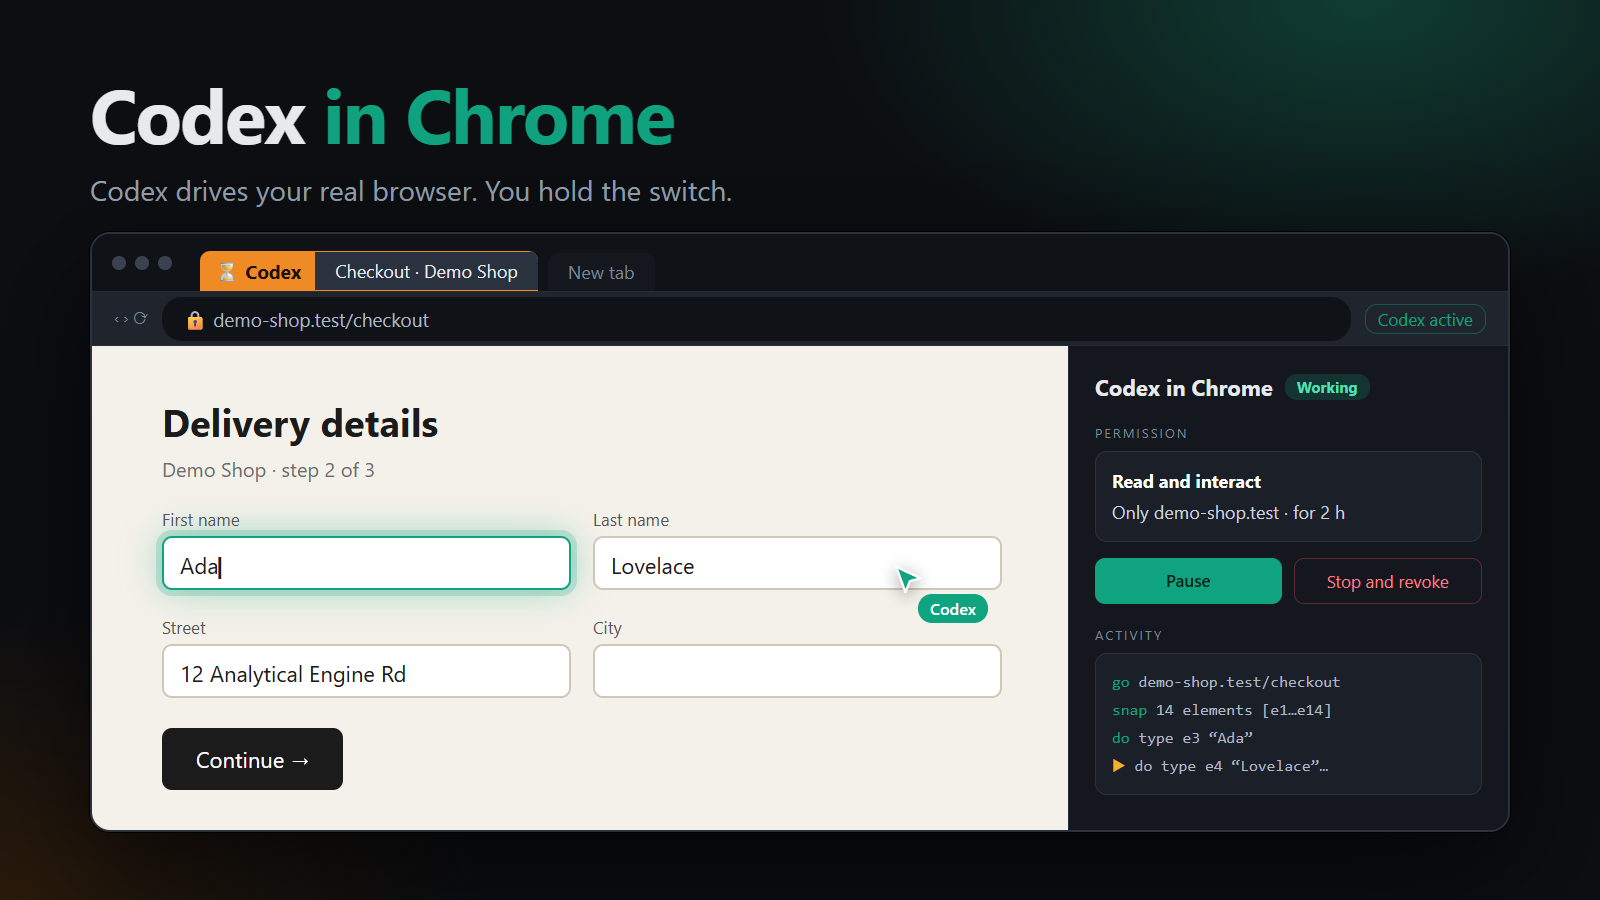 Codex in Chrome
Codex drives your real browser. You hold the switch.
⏳ Codex
Checkout · Demo Shop
New tab
demo-shop.test/checkout
Codex active
Delivery details
Demo Shop · step 2 of 3
First name
Last name
Ada
Lovelace
Codex
Street
City
12 Analytical Engine Rd
Continue →
Codex in Chrome
Working
PERMISSION
Read and interact
Only demo-shop.test · for 2 h
Pause
Stop and revoke
ACTIVITY
go demo-shop.test/checkout
snap 14 elements [e1…e14]
do type e3 “Ada”
▶ do type e4 “Lovelace”…